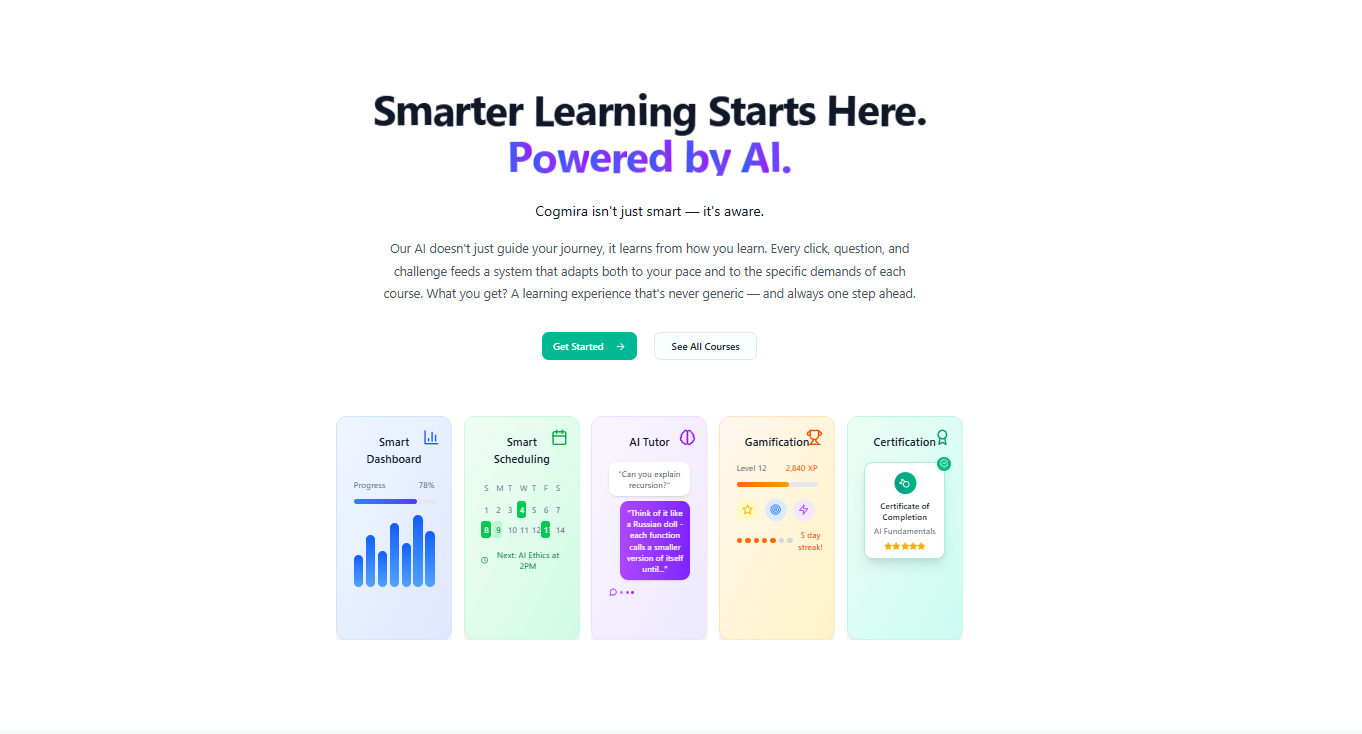 Smarter Learning Starts Here.
Powered by AI.
Cogmira isn't just smart — it's aware.
Our AI doesn't just guide your journey, it learns from how you learn. Every click, question, and
challenge feeds a system that adapts both to your pace and to the specific demands of each
course. What you get? A learning experience that's never generic — and always one step ahead.
Get Started →
See All Courses
Smart
Dashboard
Progress 78%
Smart
Scheduling
S M T W T F S
1 2 3 4 5 6 7
8 9 10 11 12 13 14
Next: AI Ethics at
2PM
AI Tutor
"Can you explain
recursion?"
"Think of it like
a Russian doll -
each function
calls a smaller
version of itself
until..."
Gamification
Level 12 2,840 XP
5 day
streak!
Certification
Certificate of
Completion
AI Fundamentals